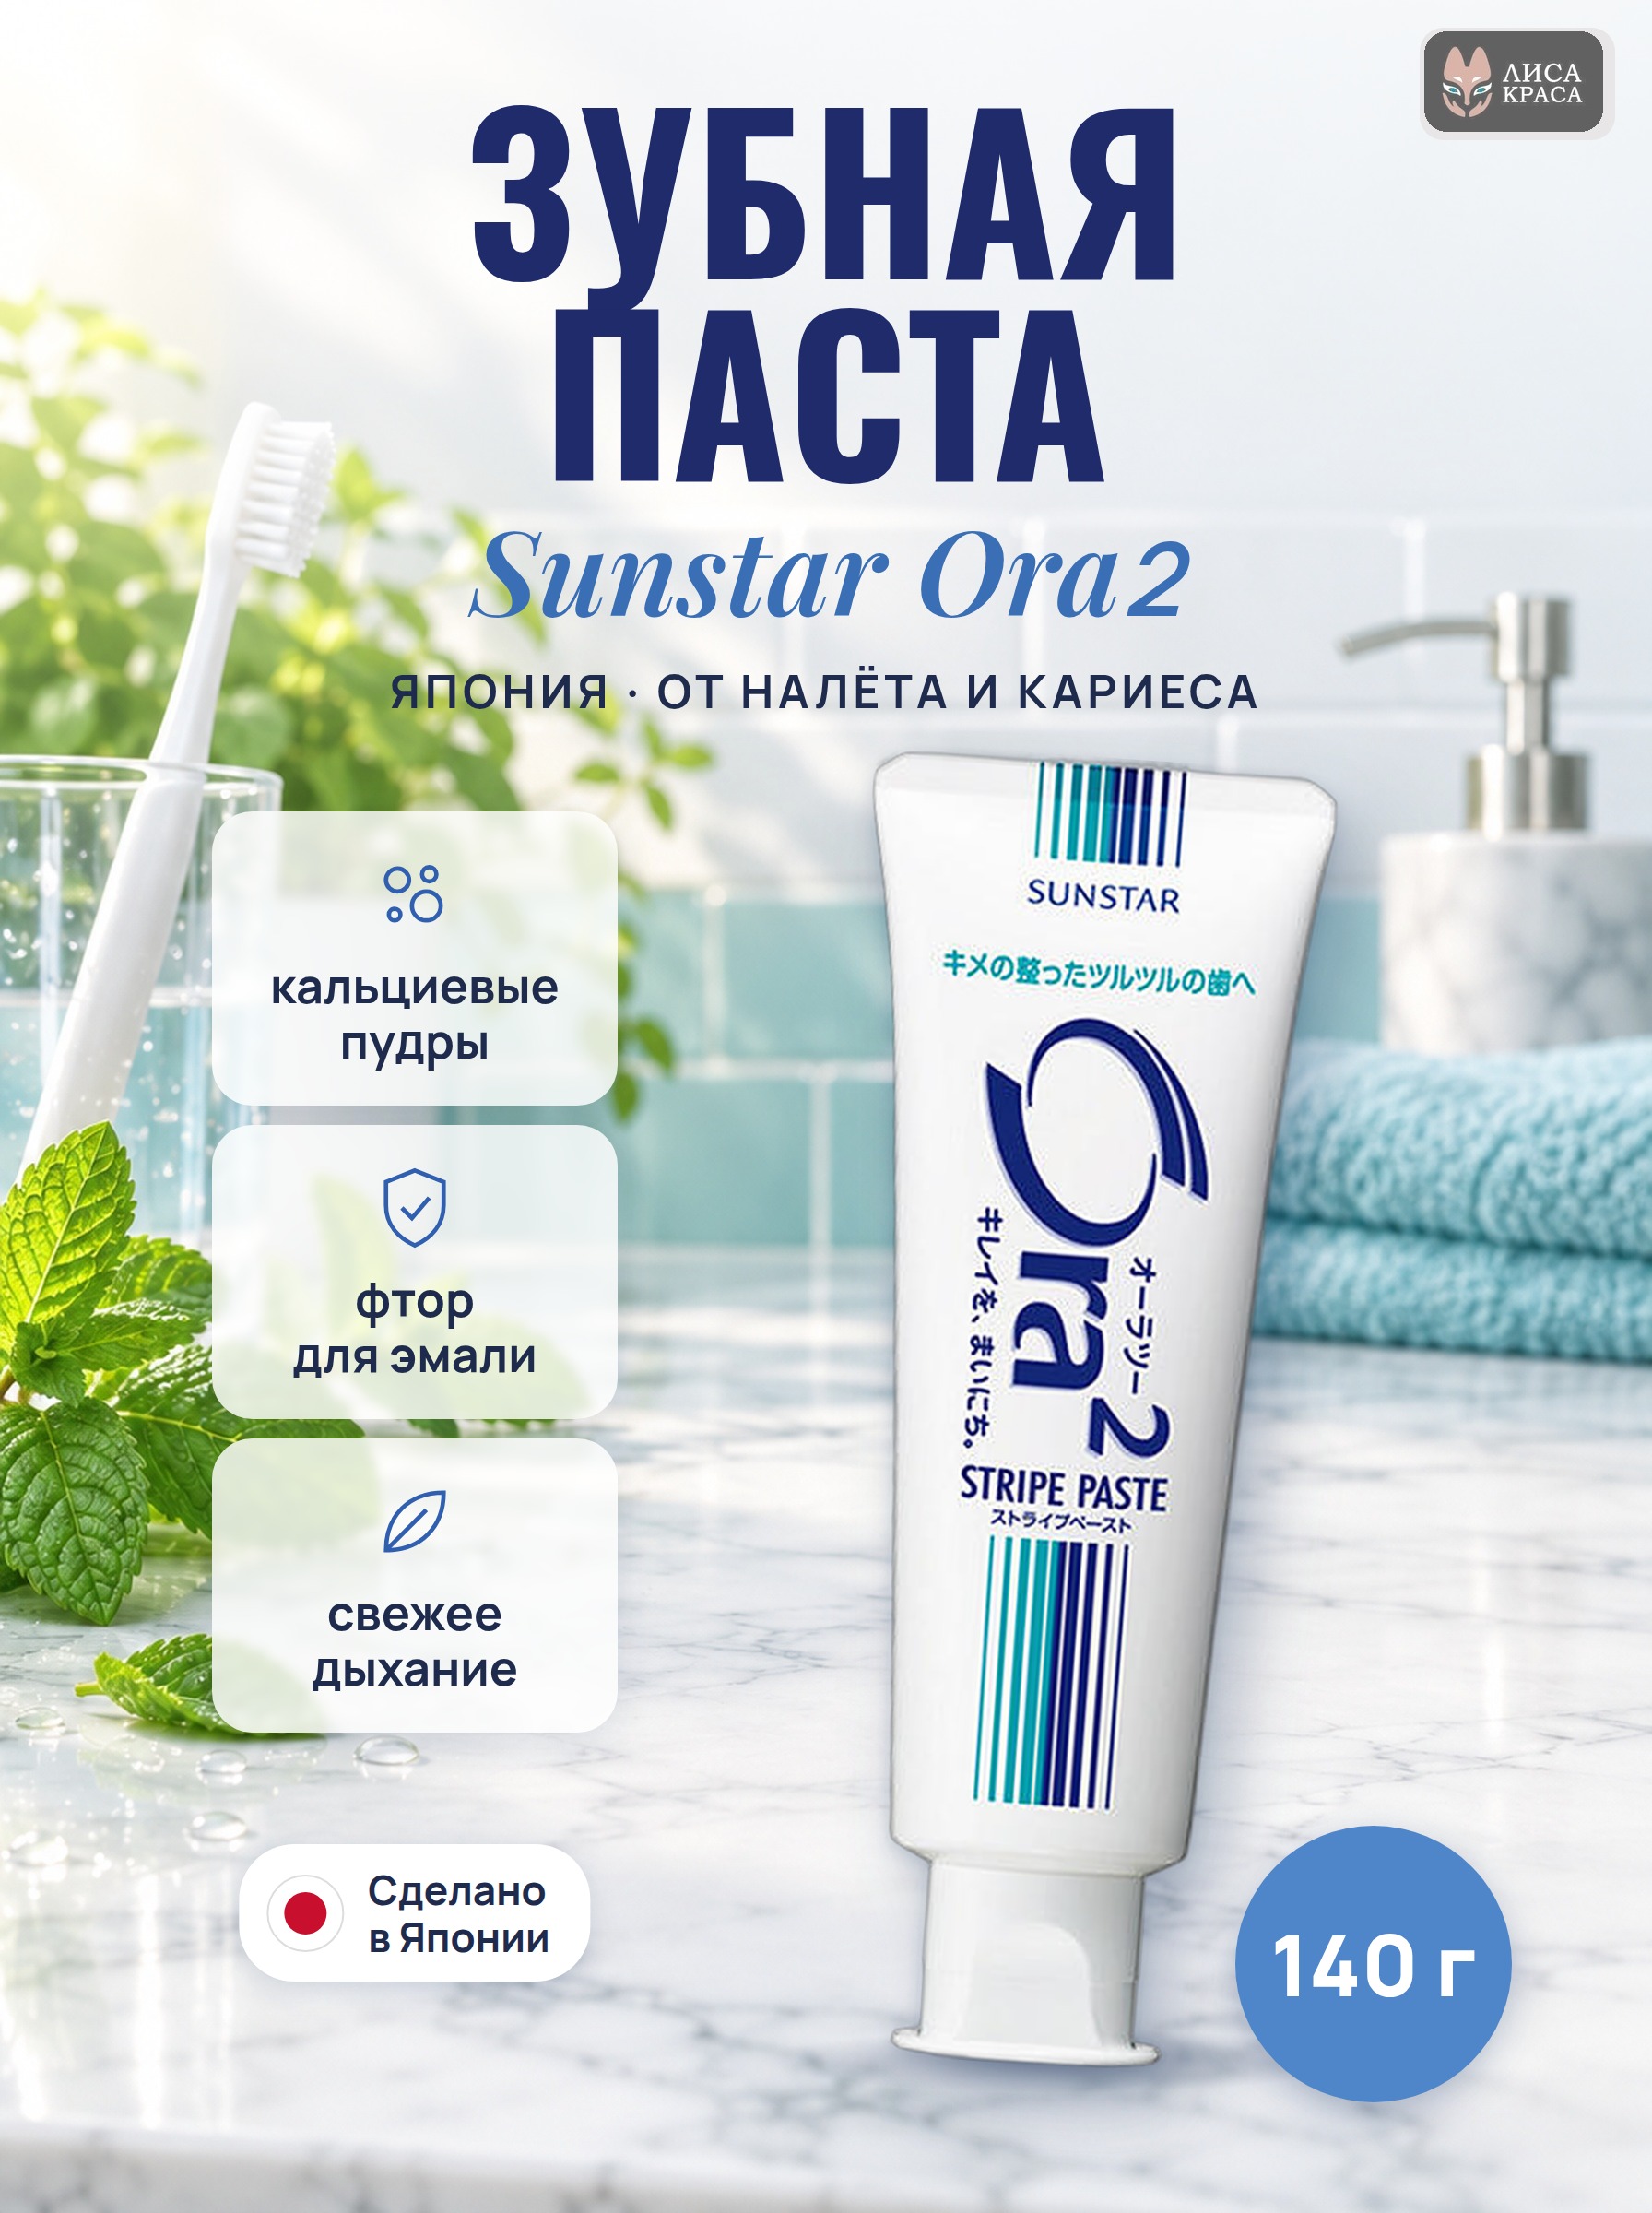 ЛИСА
КРАСА
ЗУБНАЯ
ПАСТА
Sunstar Ora2
ЯПОНИЯ · ОТ НАЛЁТА И КАРИЕСА
кальциевые
пудры
фтор
для эмали
свежее
дыхание
Сделано
в Японии
SUNSTAR
キメの整ったツルツルの歯へ
Ora2
オーラツー
キレイを、まいにち。
STRIPE PASTE
ストライプペースト
140 г